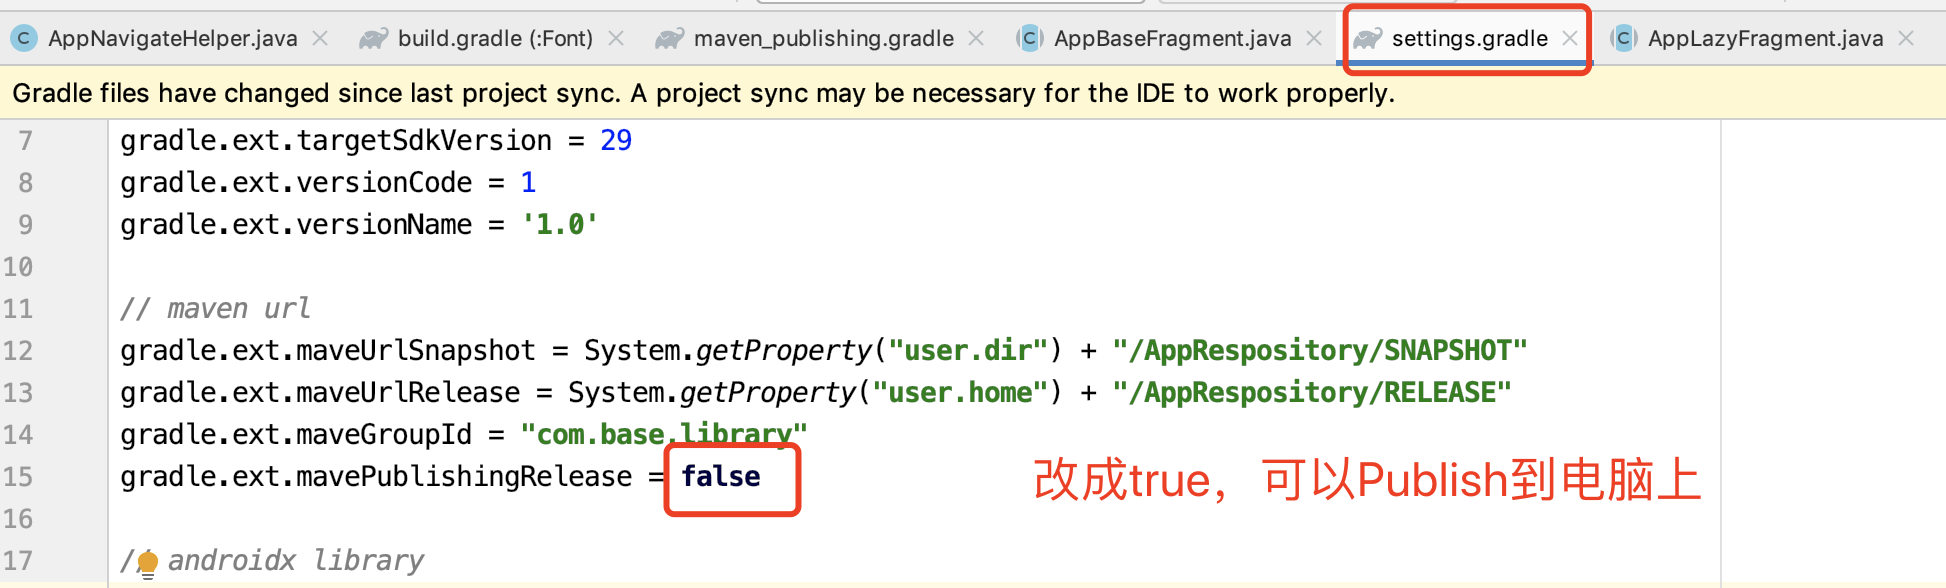 AppNavigateHelper.java build.gradle (:Font) maven_publishing.gradle AppBaseFragment.java settings.gradle AppLazyFragment.java
Gradle files have changed since last project sync. A project sync may be necessary for the IDE to work properly.
7 gradle.ext.targetSdkVersion = 29
8 gradle.ext.versionCode = 1
9 gradle.ext.versionName = '1.0'
10
11 // maven url
12 gradle.ext.maveUrlSnapshot = System.getProperty("user.dir") + "/AppRespository/SNAPSHOT"
13 gradle.ext.maveUrlRelease = System.getProperty("user.home") + "/AppRespository/RELEASE"
14 gradle.ext.maveGroupId = "com.base.library"
15 gradle.ext.mavePublishingRelease = false
改成true，可以Publish到电脑上
16
17 // androidx library